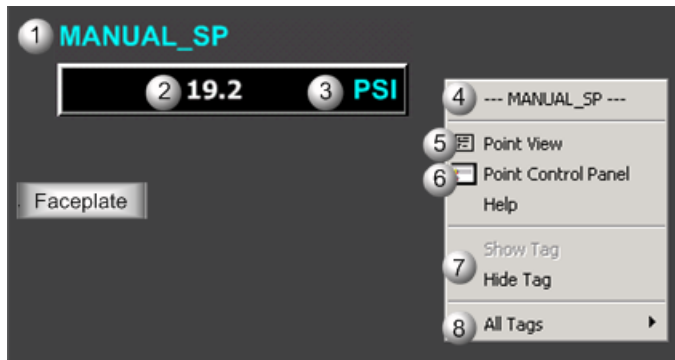 1 MANUAL_SP
2 19.2 3 PSI
4 --- MANUAL_SP ---
5 Point View
6 Point Control Panel
Help
Faceplate
Show Tag
7
Hide Tag
8 All Tags